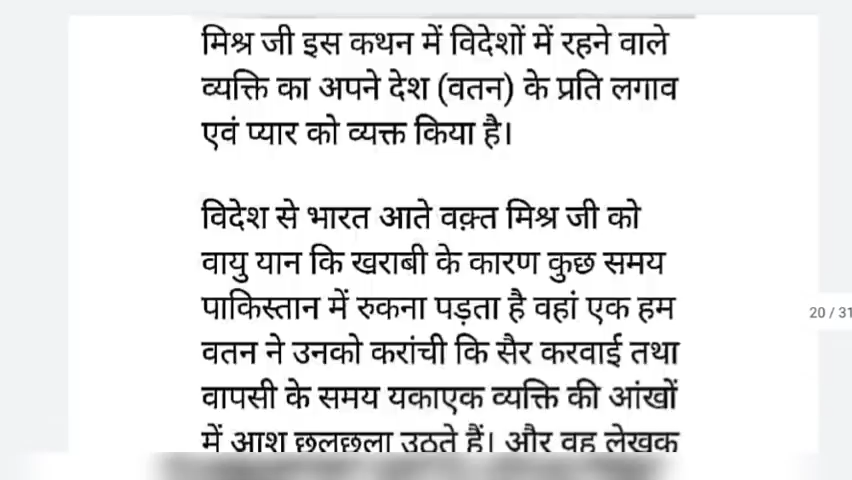 मिश्र जी इस कथन में विदेशों में रहने वाले
व्यक्ति का अपने देश (वतन) के प्रति लगाव
एवं प्यार को व्यक्त किया है।
विदेश से भारत आते वक़्त मिश्र जी को
वायु यान कि खराबी के कारण कुछ समय
पाकिस्तान में रुकना पड़ता है वहां एक हम
वतन ने उनको करांची कि सैर करवाई तथा
वापसी के समय यकाएक व्यक्ति की आंखों
में आशु छलछला उठते हैं। और वह लेखक
20 / 31